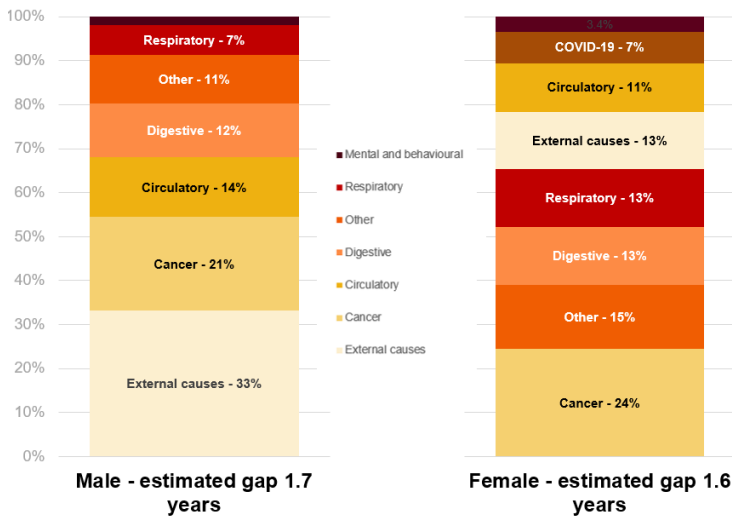 100%
90%
80%
70%
60%
50%
40%
30%
20%
10%
0%
Respiratory - 7%
Other - 11%
Digestive - 12%
Circulatory - 14%
Cancer - 21%
External causes - 33%
Male - estimated gap 1.7
years
Mental and behavioural
Respiratory
Other
Digestive
Circulatory
Cancer
External causes
3.4%
COVID-19 - 7%
Circulatory - 11%
External causes - 13%
Respiratory - 13%
Digestive - 13%
Other - 15%
Cancer - 24%
Female - estimated gap 1.6
years